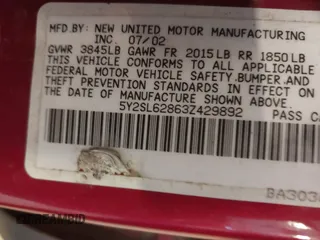 MFD BY: NEW UNITED MOTOR MANUFACTURING
INC. 07/02
GVWR 3845LB GAWR FR 2015LB RR 1850LB
THIS VEHICLE CONFORMS TO ALL APPLICABLE
FEDERAL MOTOR VEHICLE SAFETY, BUMPER, AND
THEFT PREVENTION STANDARDS IN EFFECT ON
THE DATE OF MANUFACTURE SHOWN ABOVE.
5Y2SL62863Z429892 PASS